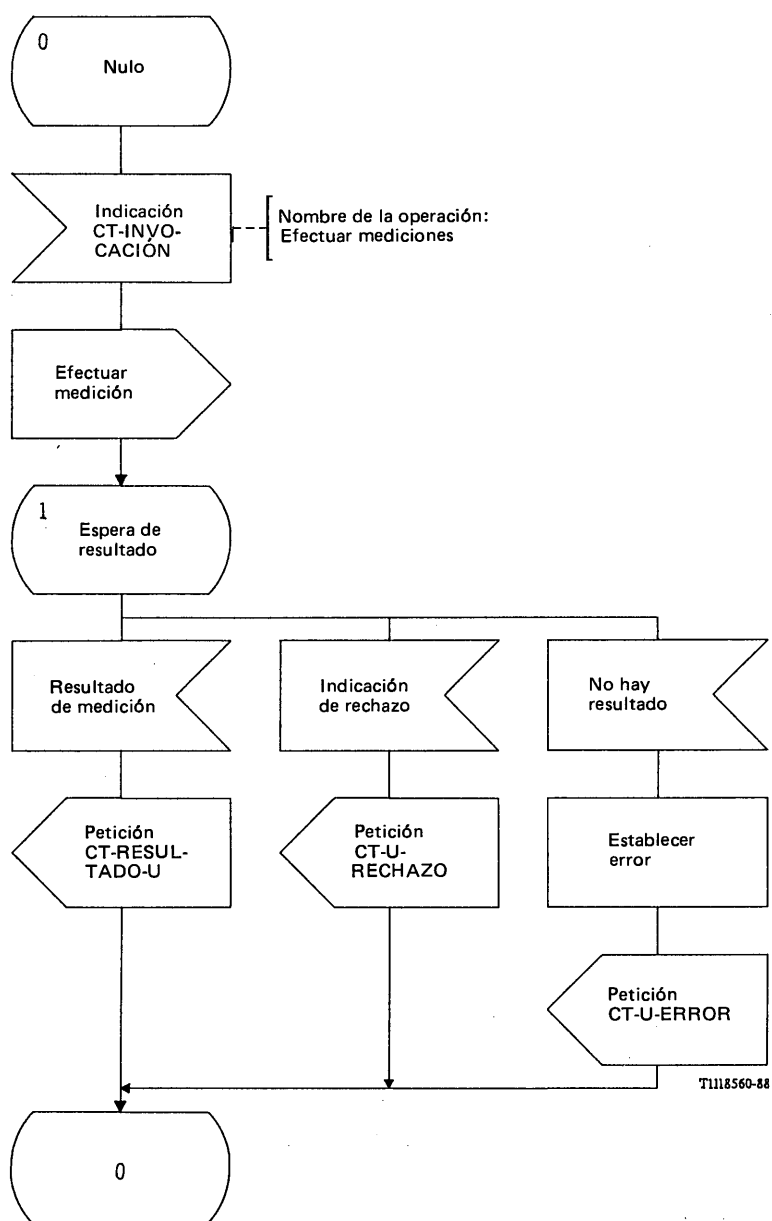 0
Nulo
Indicación
CT-INVO-
CACIÓN
Nombre de la operación:
Efectuar mediciones
Efectuar
medición
1
Espera de
resultado
Resultado
de medición
Indicación
de rechazo
No hay
resultado
Petición
CT-RESUL-
TADO-U
Petición
CT-U-
RECHAZO
Establecer
error
Petición
CT-U-ERROR
T1118560-88
0